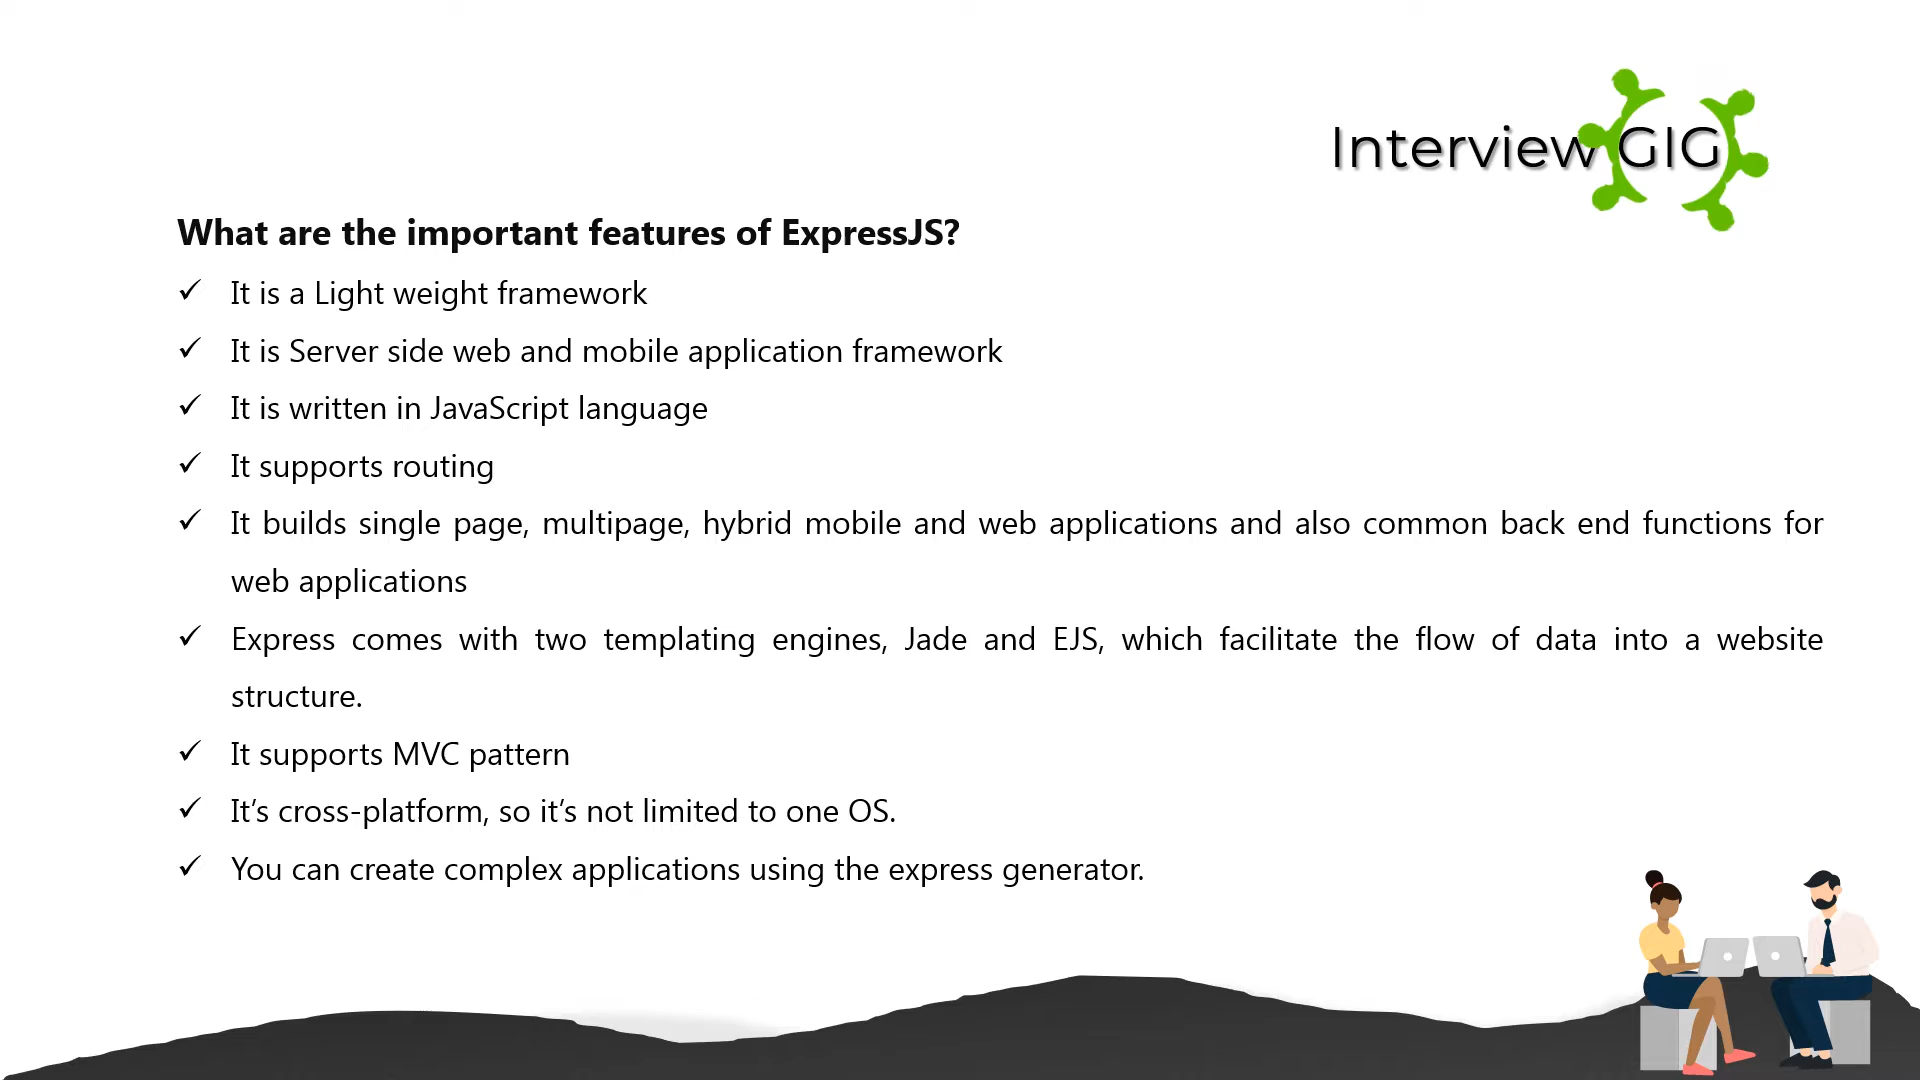 Interview GIG
What are the important features of ExpressJS?
✓ It is a Light weight framework
✓ It is Server side web and mobile application framework
✓ It is written in JavaScript language
✓ It supports routing
✓ It builds single page, multipage, hybrid mobile and web applications and also common back end functions for
web applications
✓ Express comes with two templating engines, Jade and EJS, which facilitate the flow of data into a website
structure.
✓ It supports MVC pattern
✓ It’s cross-platform, so it’s not limited to one OS.
✓ You can create complex applications using the express generator.